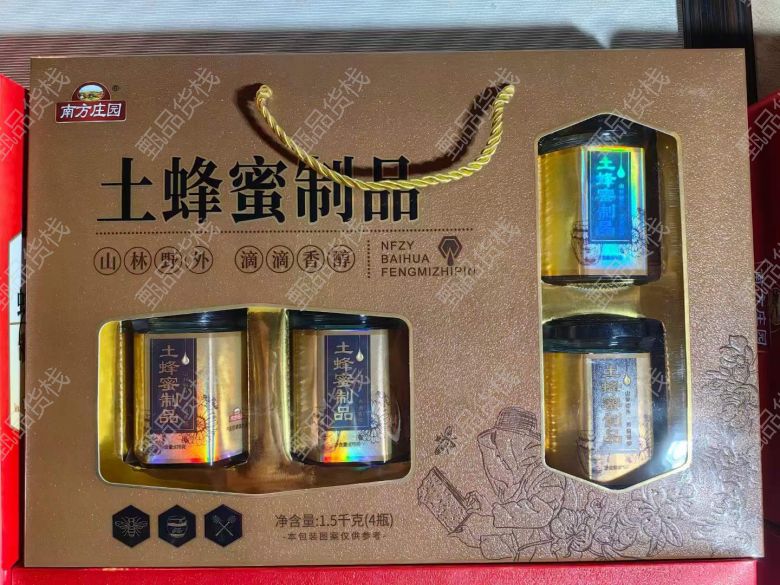 南方庄园
®
土蜂蜜制品
山林野外 滴滴香醇
NFZY
BAIHUA
FENGMIZHIPIN
土蜂蜜制品
土蜂蜜制品
土蜂蜜制品
土蜂蜜制品
净含量:1.5千克(4瓶)
-本包装图案仅供参考-
甄品货栈